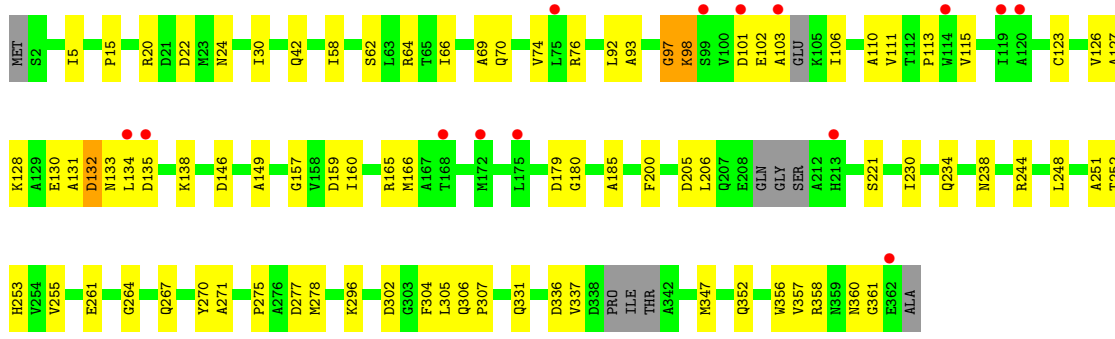 MET S2 I5 P15 R20 D21 D22 M23 N24 I30 Q42 I58 S62 L63 R64 T65 I66 A69 Q70 V74 L75 R76 L92 A93 G97 K98 S99 V100 D101 E102 A103 GLU K105 I106 A110 V111 T112 P113 W114 V115 I119 A120 C123 V126 A127
K128 A129 E130 A131 D132 N133 L134 D135 K138 D146 A149 G157 V158 D159 I160 R165 M166 A167 T168 M172 L175 D179 G180 A185 F200 D205 L206 Q207 E208 GLN GLY SER A212 H213 S221 I230 Q234 N238 R244 L248 A251 T252
H253 V254 V255 E261 G264 Q267 Y270 A271 P275 A276 D277 M278 K296 D302 G303 F304 L305 Q306 P307 Q331 D336 V337 D338 PRO ILE THR A342 M347 Q352 W356 V357 R358 N359 N360 G361 E362 ALA